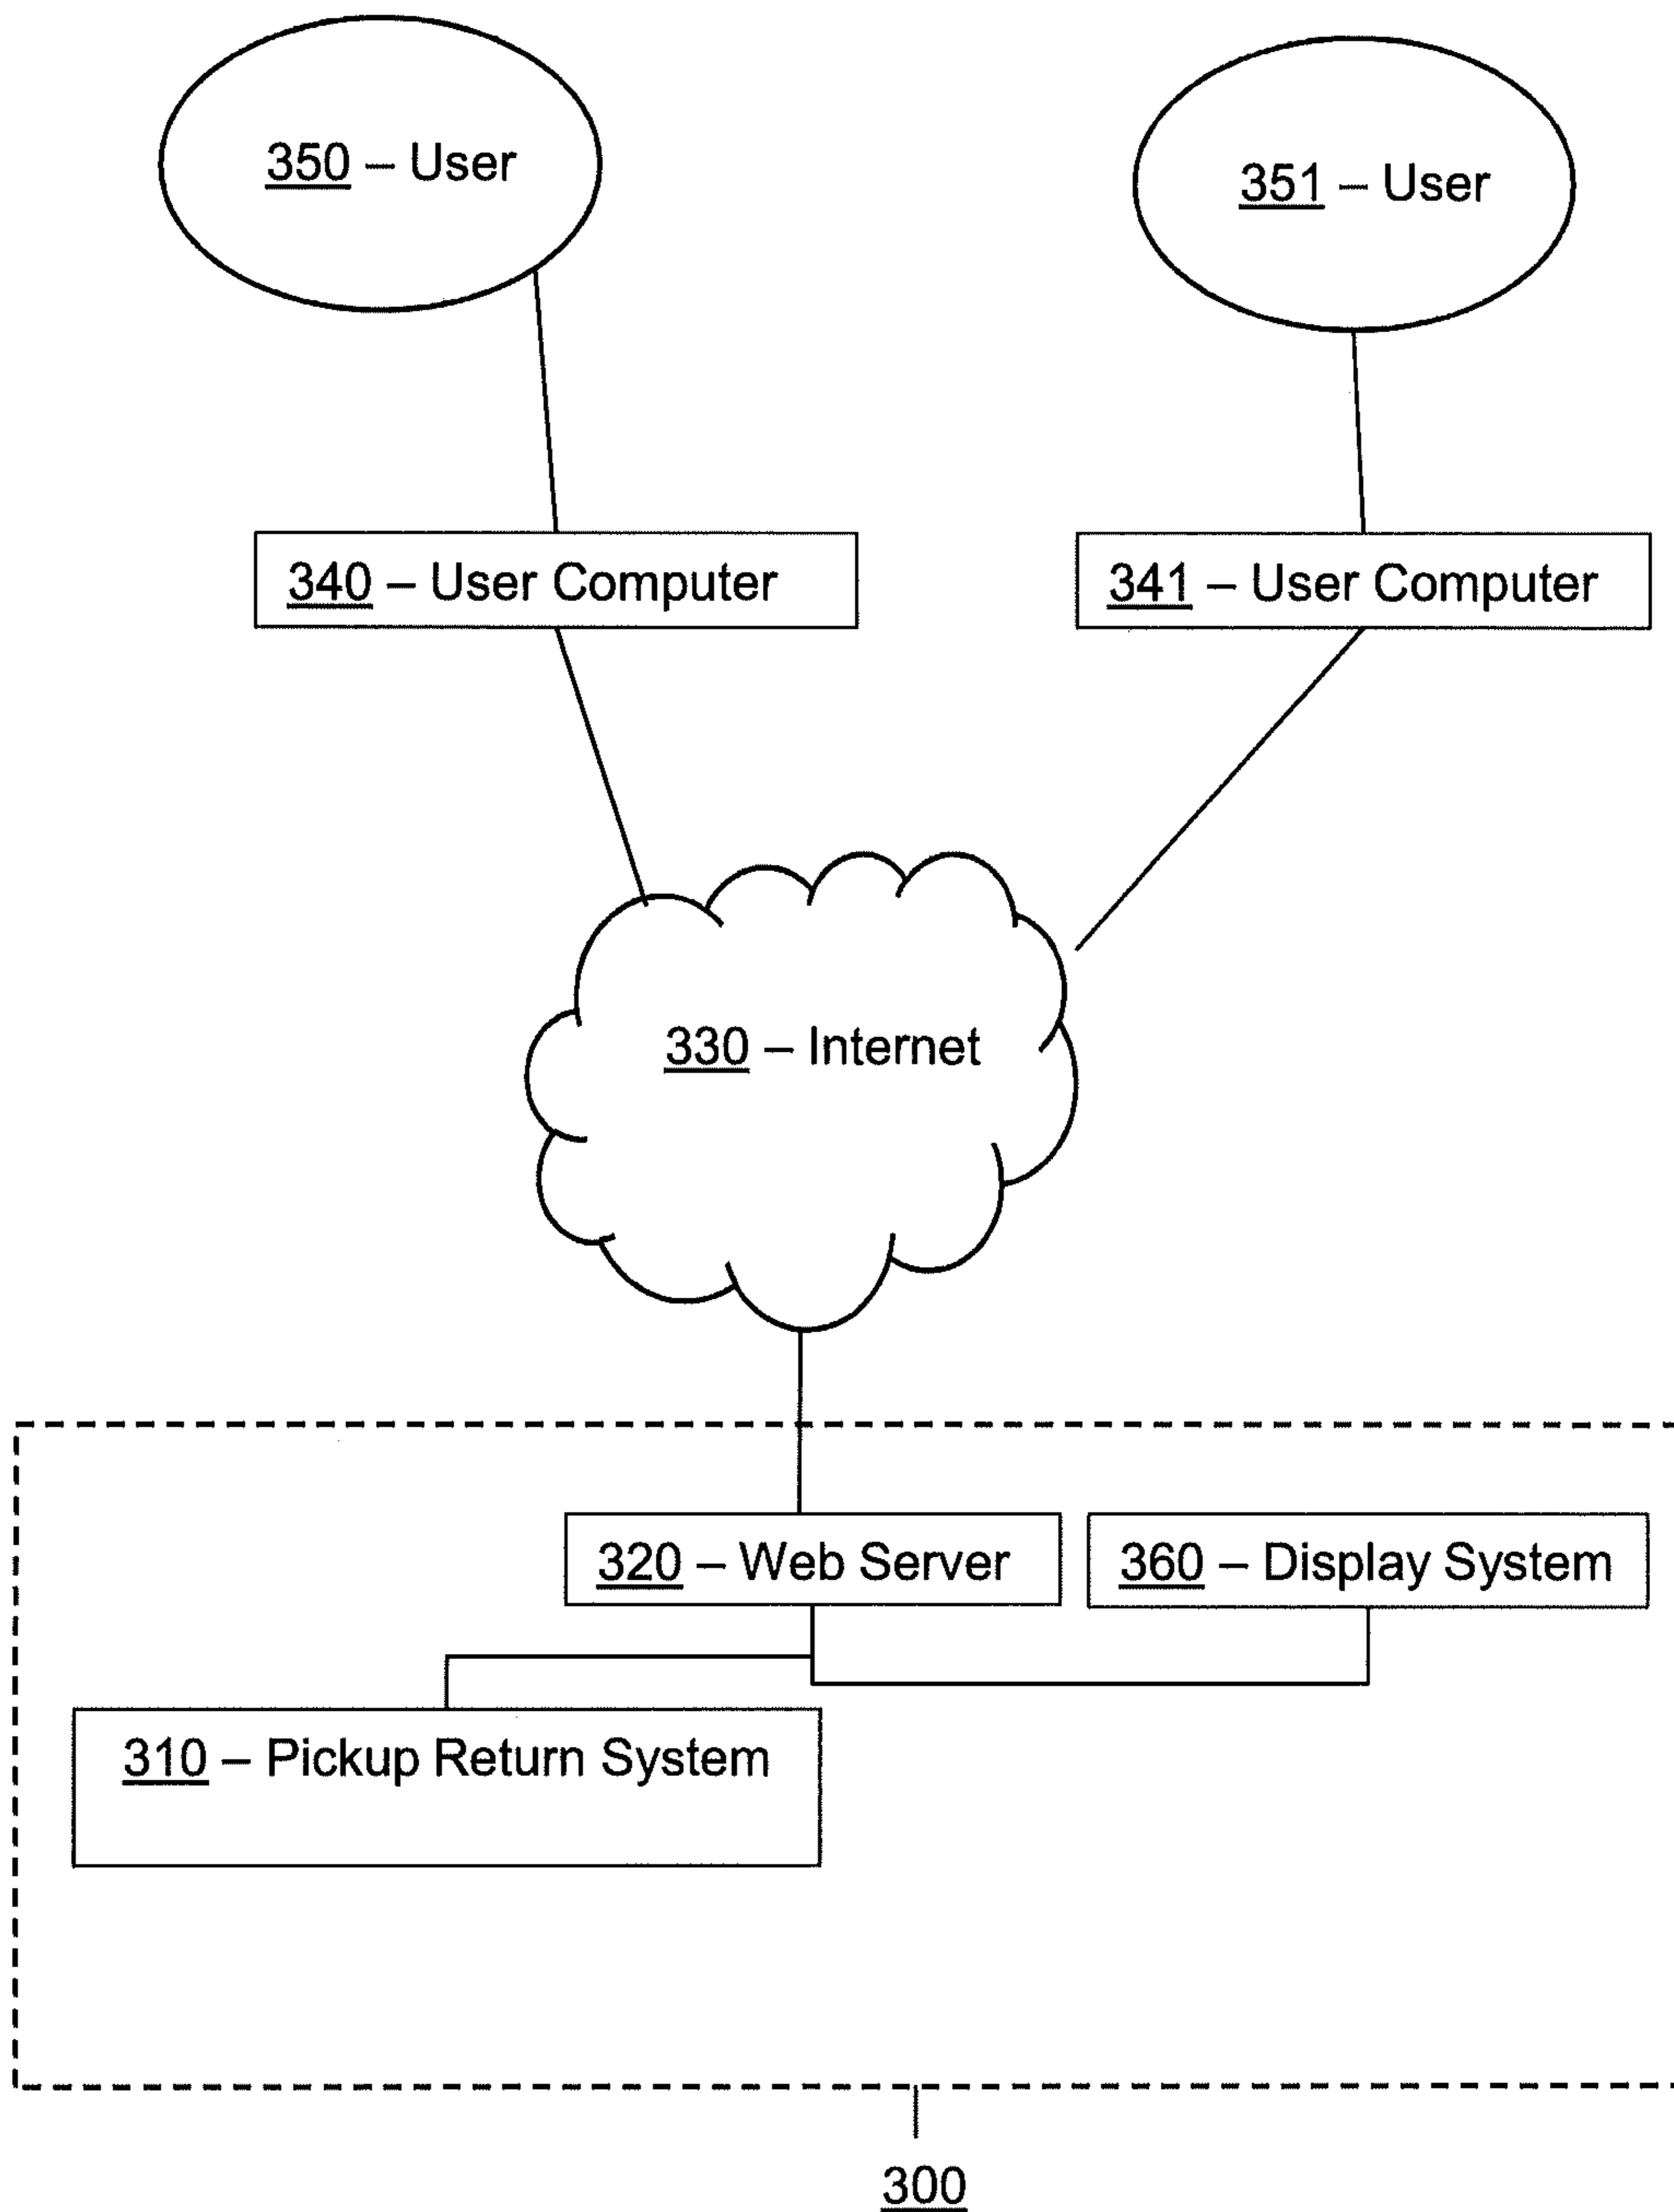 350 – User
351 – User
340 – User Computer
341 – User Computer
330 – Internet
320 – Web Server
360 – Display System
310 – Pickup Return System
300